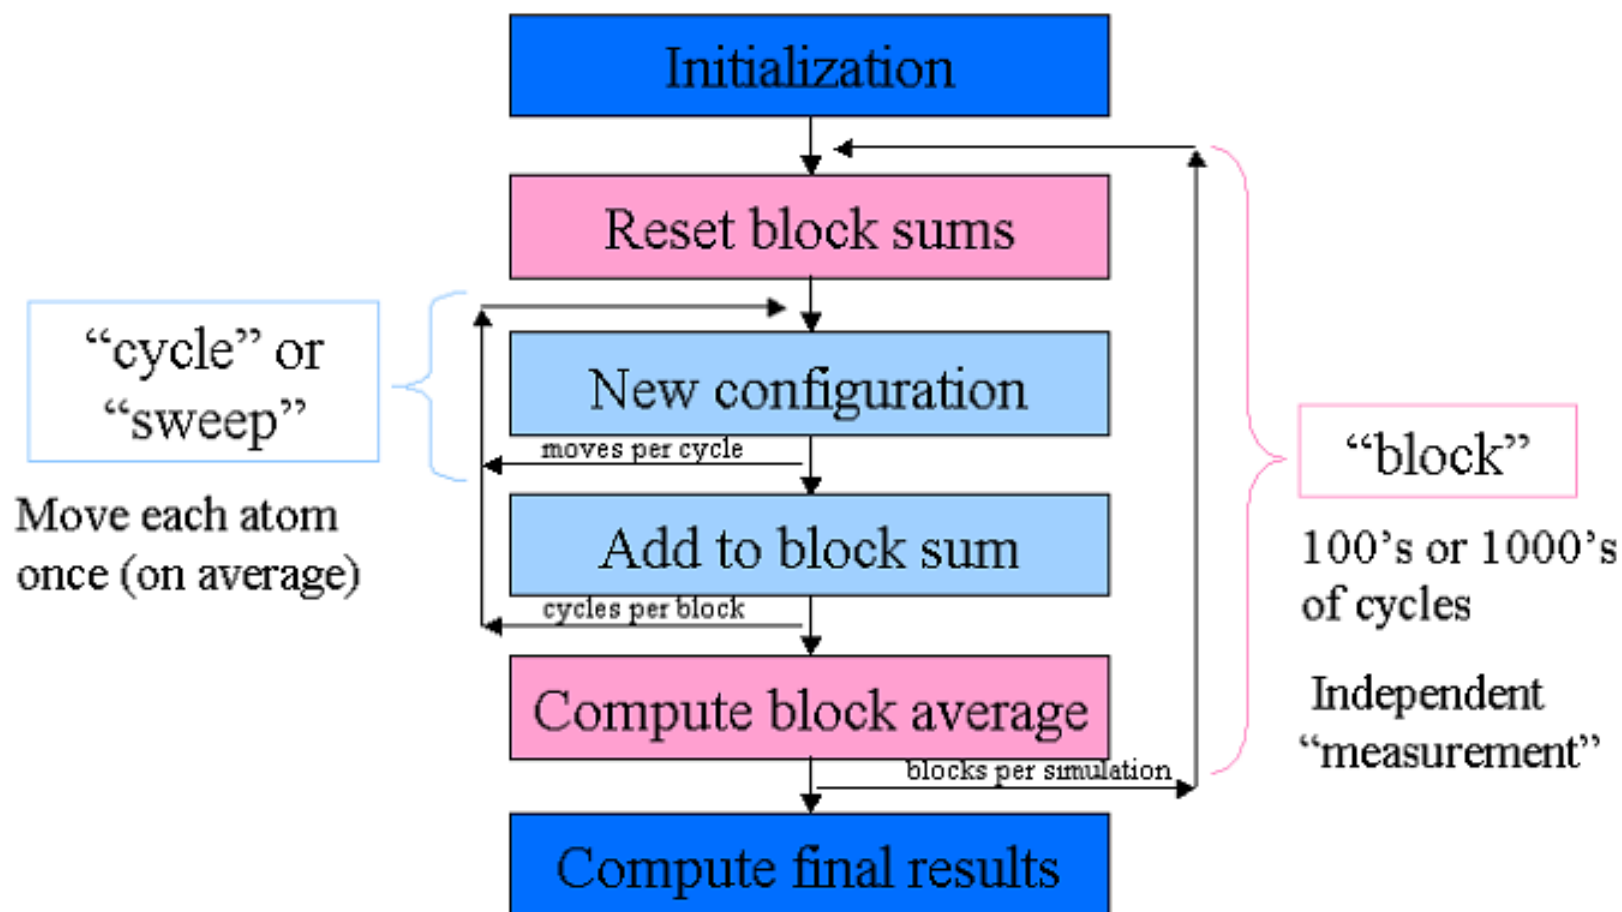 Initialization
Reset block sums
“cycle” or
“sweep”
New configuration
moves per cycle
Move each atom
once (on average)
Add to block sum
cycles per block
“block”
100’s or 1000’s
of cycles
Compute block average
Independent
“measurement”
blocks per simulation
Compute final results